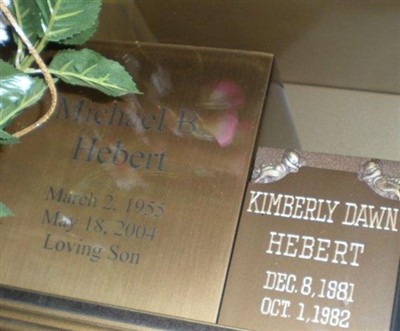 Michael B.
Hebert
March 2, 1955
May 18, 2004
Loving Son
KIMBERLY DAWN
HEBERT
DEC. 8, 1981
OCT. 1, 1982